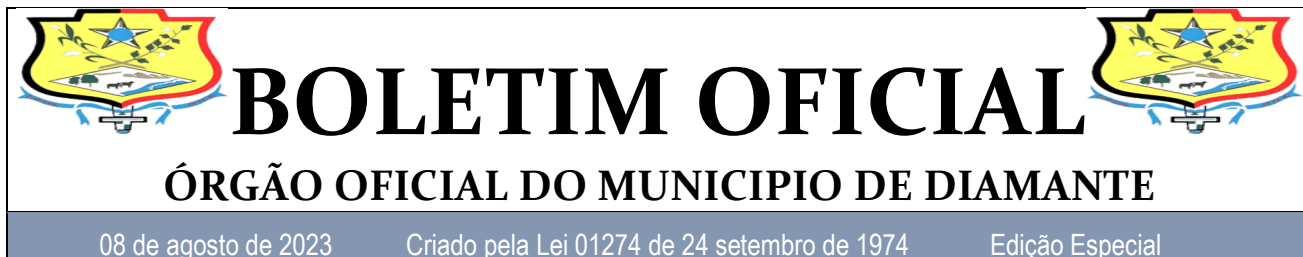 BOLETIM OFICIAL
ÓRGÃO OFICIAL DO MUNICIPIO DE DIAMANTE
08 de agosto de 2023 Criado pela Lei 01274 de 24 setembro de 1974 Edição Especial